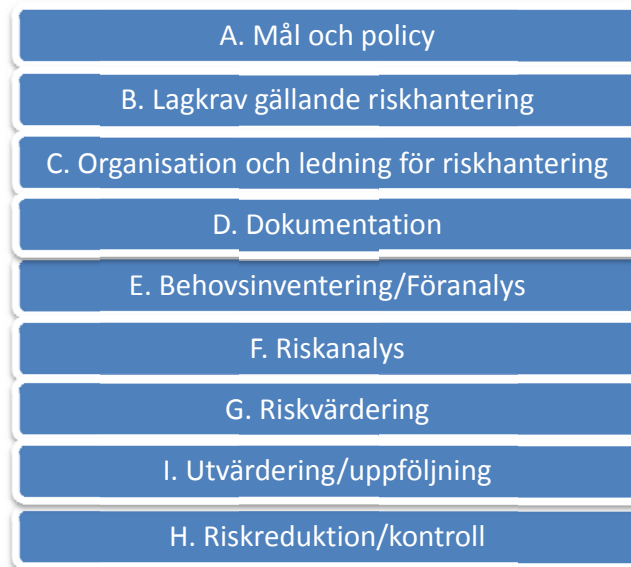 A. Mål och policy
B. Lagkrav gällande riskhantering
C. Organisation och ledning för riskhantering
D. Dokumentation
E. Behovsinventering/Föranalys
F. Riskanalys
G. Riskvärdering
I. Utvärdering/uppföljning
H. Riskreduktion/kontroll